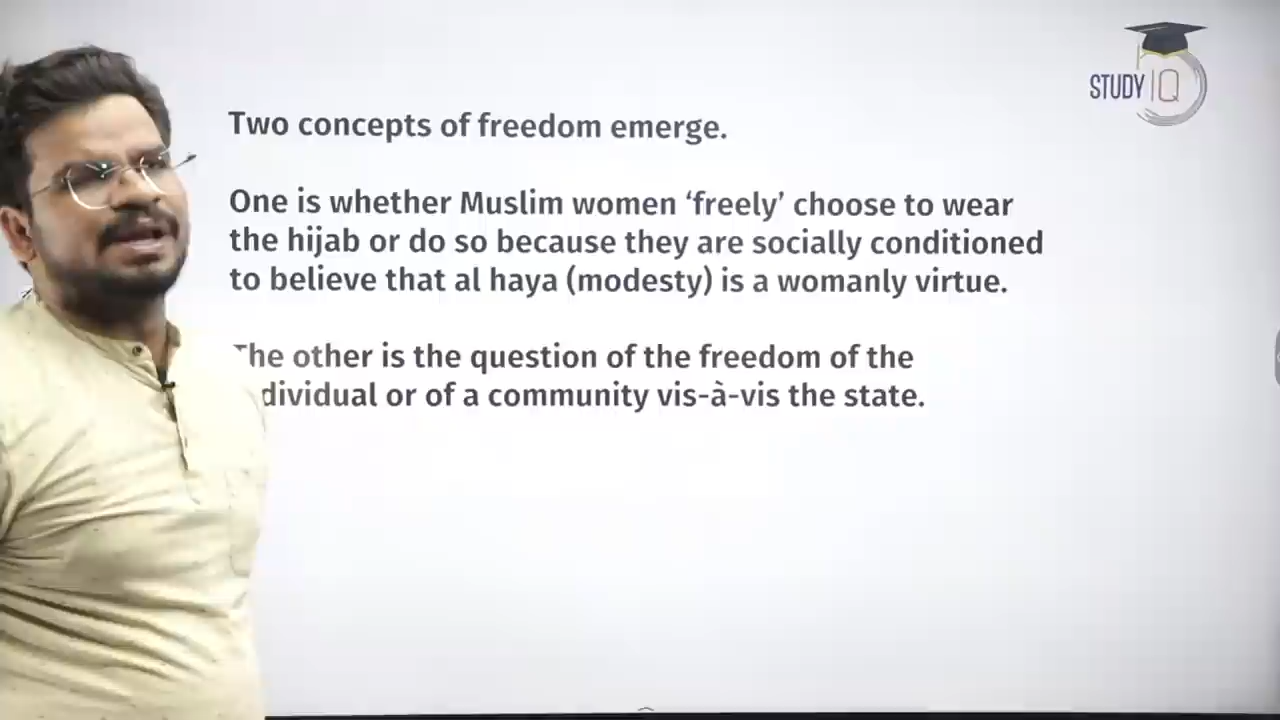 STUDY IQ
Two concepts of freedom emerge.
One is whether Muslim women ‘freely’ choose to wear
the hijab or do so because they are socially conditioned
to believe that al haya (modesty) is a womanly virtue.
The other is the question of the freedom of the
dividual or of a community vis-à-vis the state.